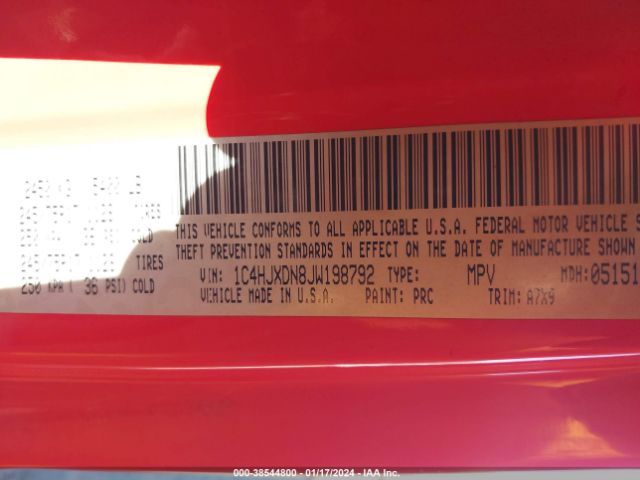 THIS VEHICLE CONFORMS TO ALL APPLICABLE U.S.A. FEDERAL MOTOR VEHICLE S
THEFT PREVENTION STANDARDS IN EFFECT ON THE DATE OF MANUFACTURE SHOWN
TIRES VIN: 1C4HJXDN8JW198792 TYPE: MPV MDH: 05151
250 KPA ( 36 PSI) COLD VEHICLE MADE IN U.S.A. PAINT: PRC TRIM: A7X9
000-38544800 - 01/17/2024 - IAA Inc.